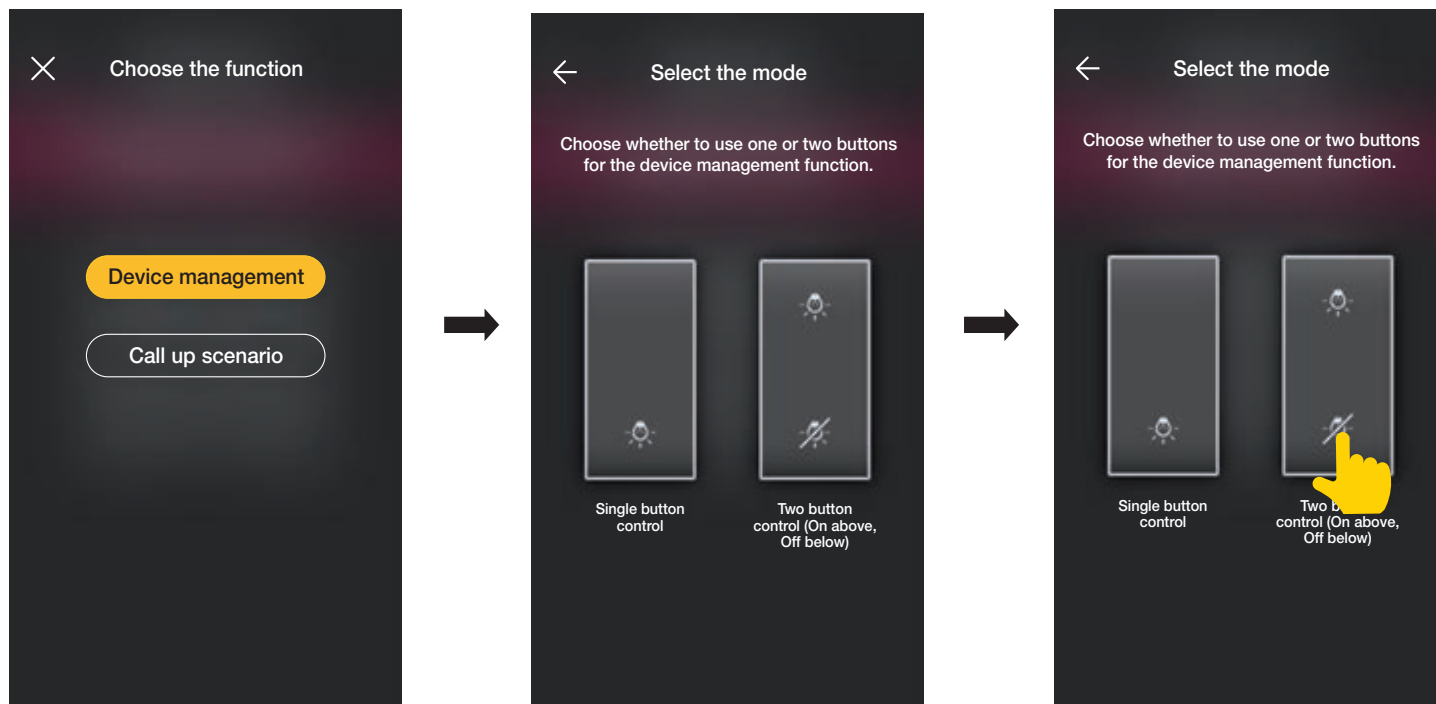 Choose the function
Device management
Call up scenario
Select the mode
Choose whether to use one or two buttons
for the device management function.
Single button
control
Two button
control (On above,
Off below)
Select the mode
Choose whether to use one or two buttons
for the device management function.
Single button
control
Two
control (On above,
Off below)